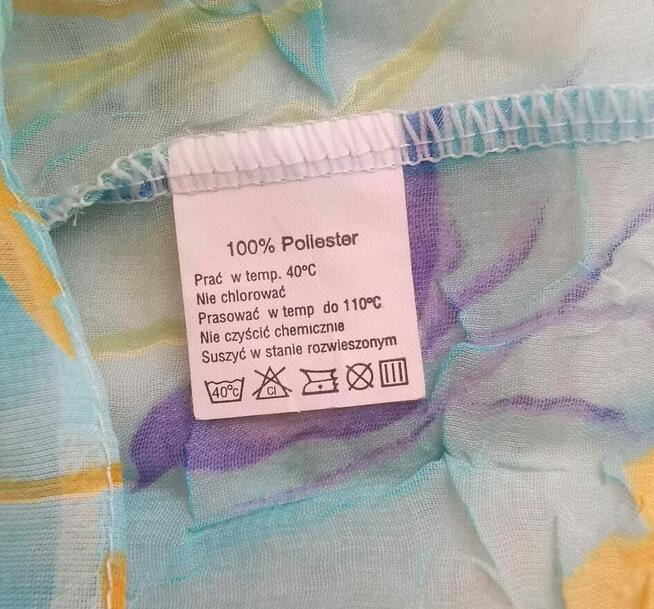 100% Poliester
Prać w temp. 40°C
Nie chlorować
Prasować w temp do 110°C
Nie czyścić chemicznie
Suszyć w stanie rozwieszonym
40°C Cl